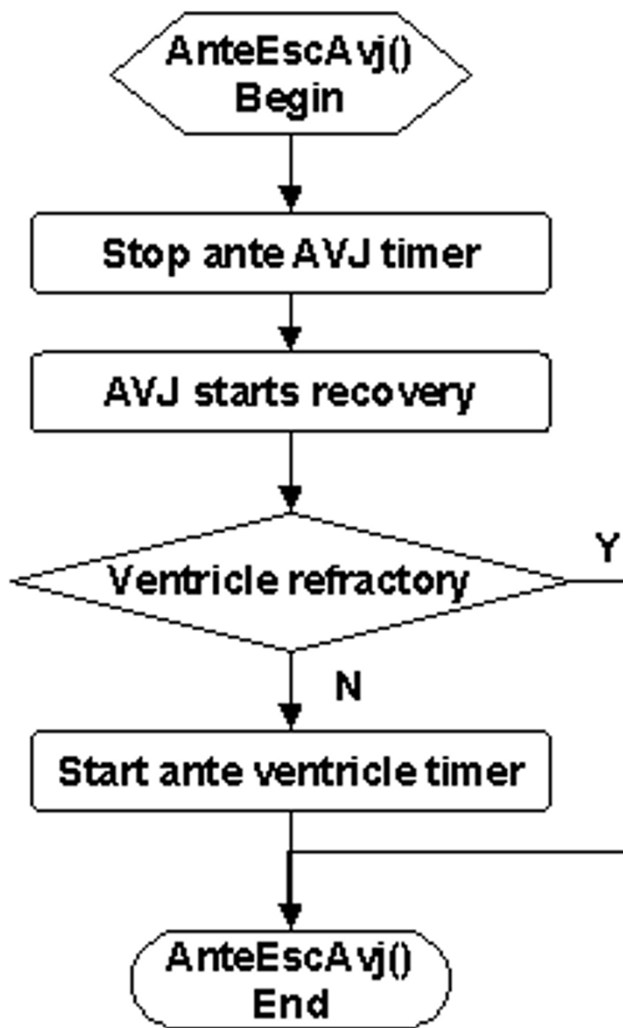 AnteEscAvj()
Begin
Stop ante AVJ timer
AVJ starts recovery
Ventricle refractory
Y
N
Start ante ventricle timer
AnteEscAvj()
End